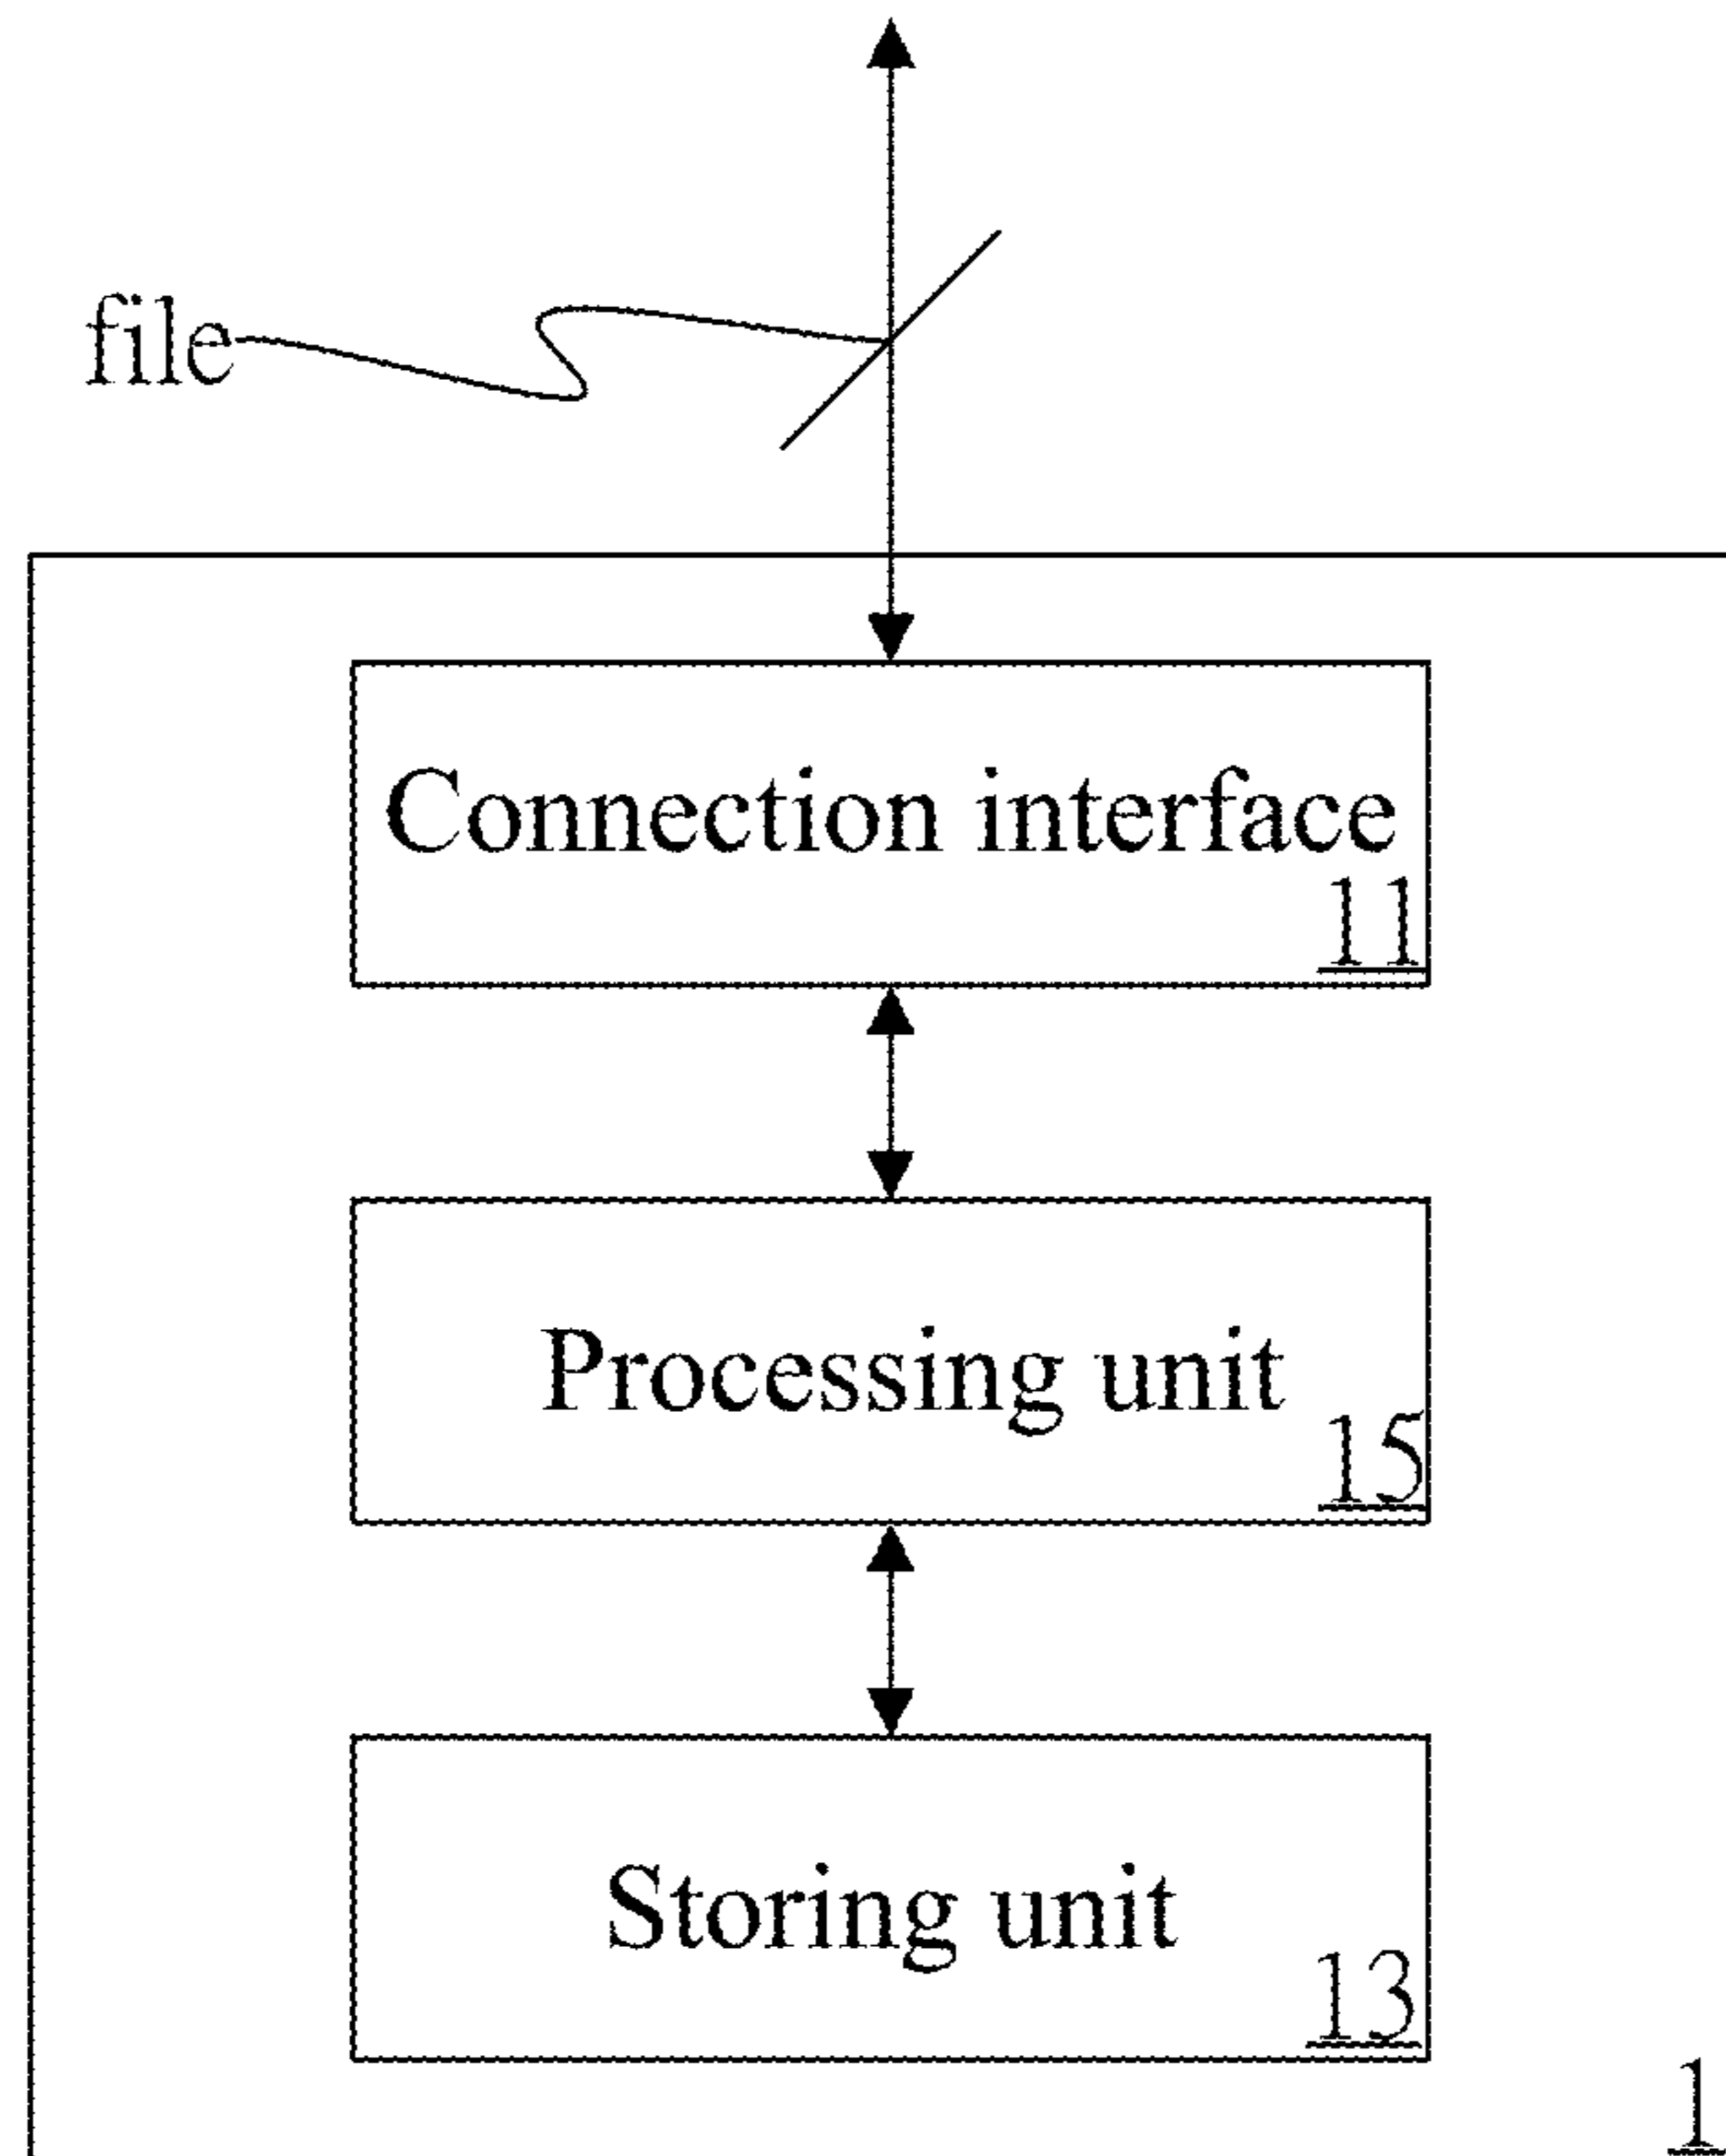 file
Connection interface
11
Processing unit
15
Storing unit
13
1